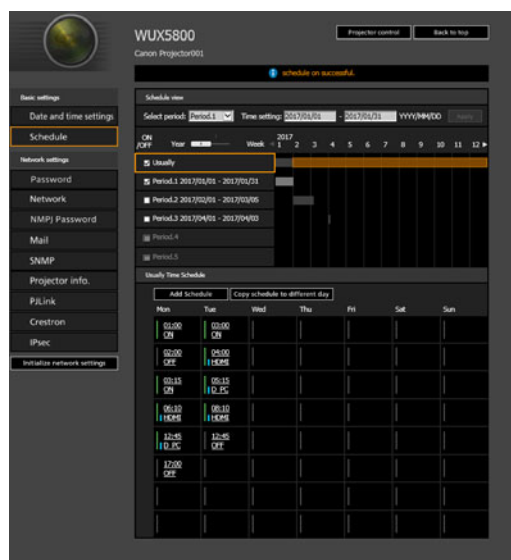 WUX5800
Projector control
Back to top
Canon Projector001
schedule on successful.
Basic settings
Date and time settings
Schedule
Network settings
Password
Network
NMPJ Password
Mail
SNMP
Projector info.
PJLink
Crestron
IPsec
Initialize network settings
Schedule view
Select period: Period.1 Time setting: 2017/01/01 - 2017/01/31 YYYY/MM/DD Apply
ON
/OFF Year Week 2017
1 2 3 4 5 6 7 8 9 10 11 12
Usually
Period.1 2017/01/01 - 2017/01/31
Period.2 2017/02/01 - 2017/03/05
Period.3 2017/04/01 - 2017/04/03
Period.4
Period.5
Usually Time Schedule
Add Schedule Copy schedule to different day
Mon Tue Wed Thu Fri Sat Sun
01:00 03:00
ON ON
02:00 04:00
OFF HDMI
03:15 05:15
ON D_PC
06:10 08:10
HDMI HDMI
12:45 12:45
D_PC OFF
17:00
OFF